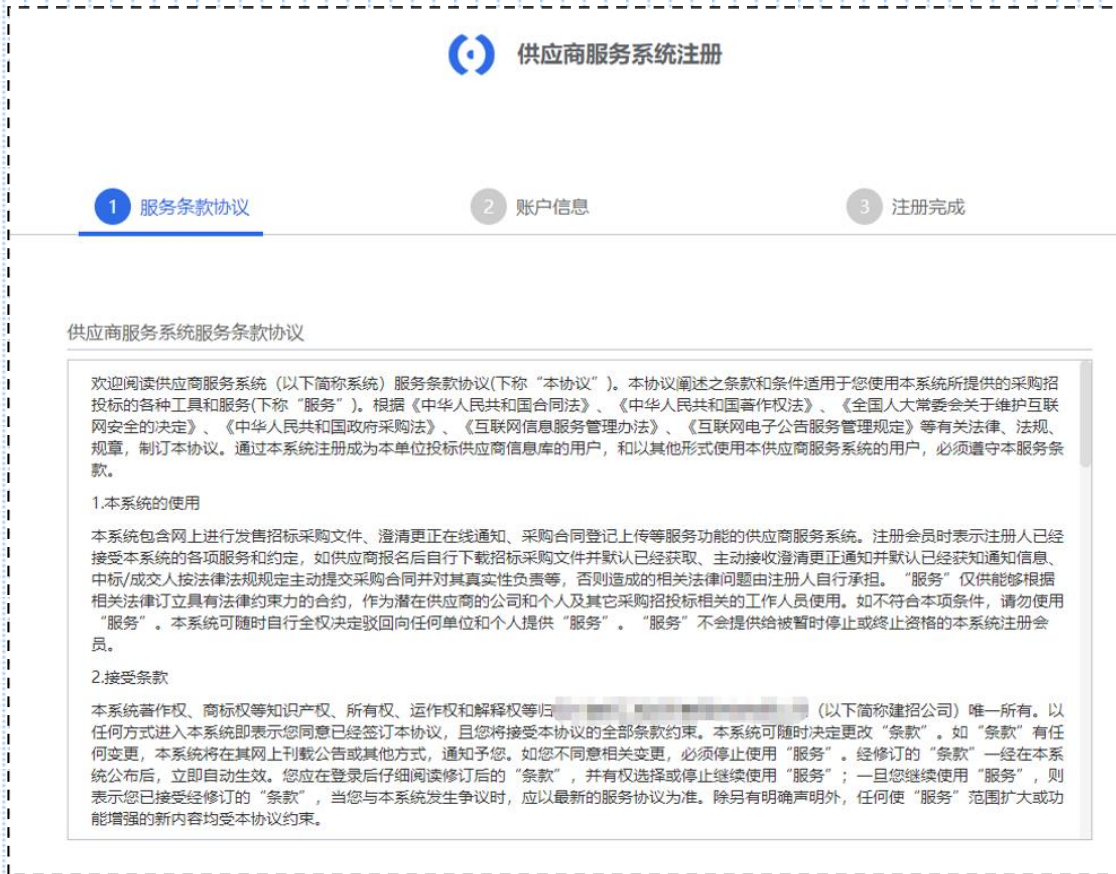 供应商服务系统注册
1 服务条款协议
2 账户信息
3 注册完成
供应商服务系统服务条款协议
欢迎阅读供应商服务系统（以下简称系统）服务条款协议(下称“本协议”)。本协议阐述之条款和条件适用于您使用本系统所提供的采购招
投标的各种工具和服务(下称“服务”)。根据《中华人民共和国合同法》、《中华人民共和国著作权法》、《全国人大常委会关于维护互联
网安全的决定》、《中华人民共和国政府采购法》、《互联网信息服务管理办法》、《互联网电子公告服务管理规定》等有关法律、法规、
规章，制订本协议。通过本系统注册成为本单位投标供应商信息库的用户，和以其他形式使用本供应商服务系统的用户，必须遵守本服务条
款。
1.本系统的使用
本系统包含网上进行发售招标采购文件、澄清更正在线通知、采购合同登记上传等服务功能的供应商服务系统。注册会员时表示注册人已经
接受本系统的各项服务和约定，如供应商报名后自行下载招标采购文件并默认已经获取、主动接收澄清更正通知并默认已经获知通知信息、
中标/成交人按法律法规规定主动提交采购合同并对其真实性负责等，否则造成的相关法律问题由注册人自行承担。“服务”仅供能够根据
相关法律订立具有法律约束力的合约，作为潜在供应商的公司和个人及其它采购招投标相关的工作人员使用。如不符合本项条件，请勿使用
“服务”。本系统可随时自行全权决定驳回向任何单位和个人提供“服务”。“服务”不会提供给被暂时停止或终止资格的本系统注册会
员。
2.接受条款
本系统著作权、商标权等知识产权、所有权、运作权和解释权等归（以下简称建招公司）唯一所有。以
任何方式进入本系统即表示您同意已经签订本协议，且您将接受本协议的全部条款约束。本系统可随时决定更改“条款”。如“条款”有任
何变更，本系统将在其网上刊载公告或其他方式，通知予您。如您不同意相关变更，必须停止使用“服务”。经修订的“条款”一经在本系
统公布后，立即自动生效。您应在登录后仔细阅读修订后的“条款”，并有权选择或停止继续使用“服务”；一旦您继续使用“服务”，则
表示您已接受经修订的“条款”，当您与本系统发生争议时，应以最新的服务协议为准。除另有明确声明外，任何使“服务”范围扩大或功
能增强的新内容均受本协议约束。